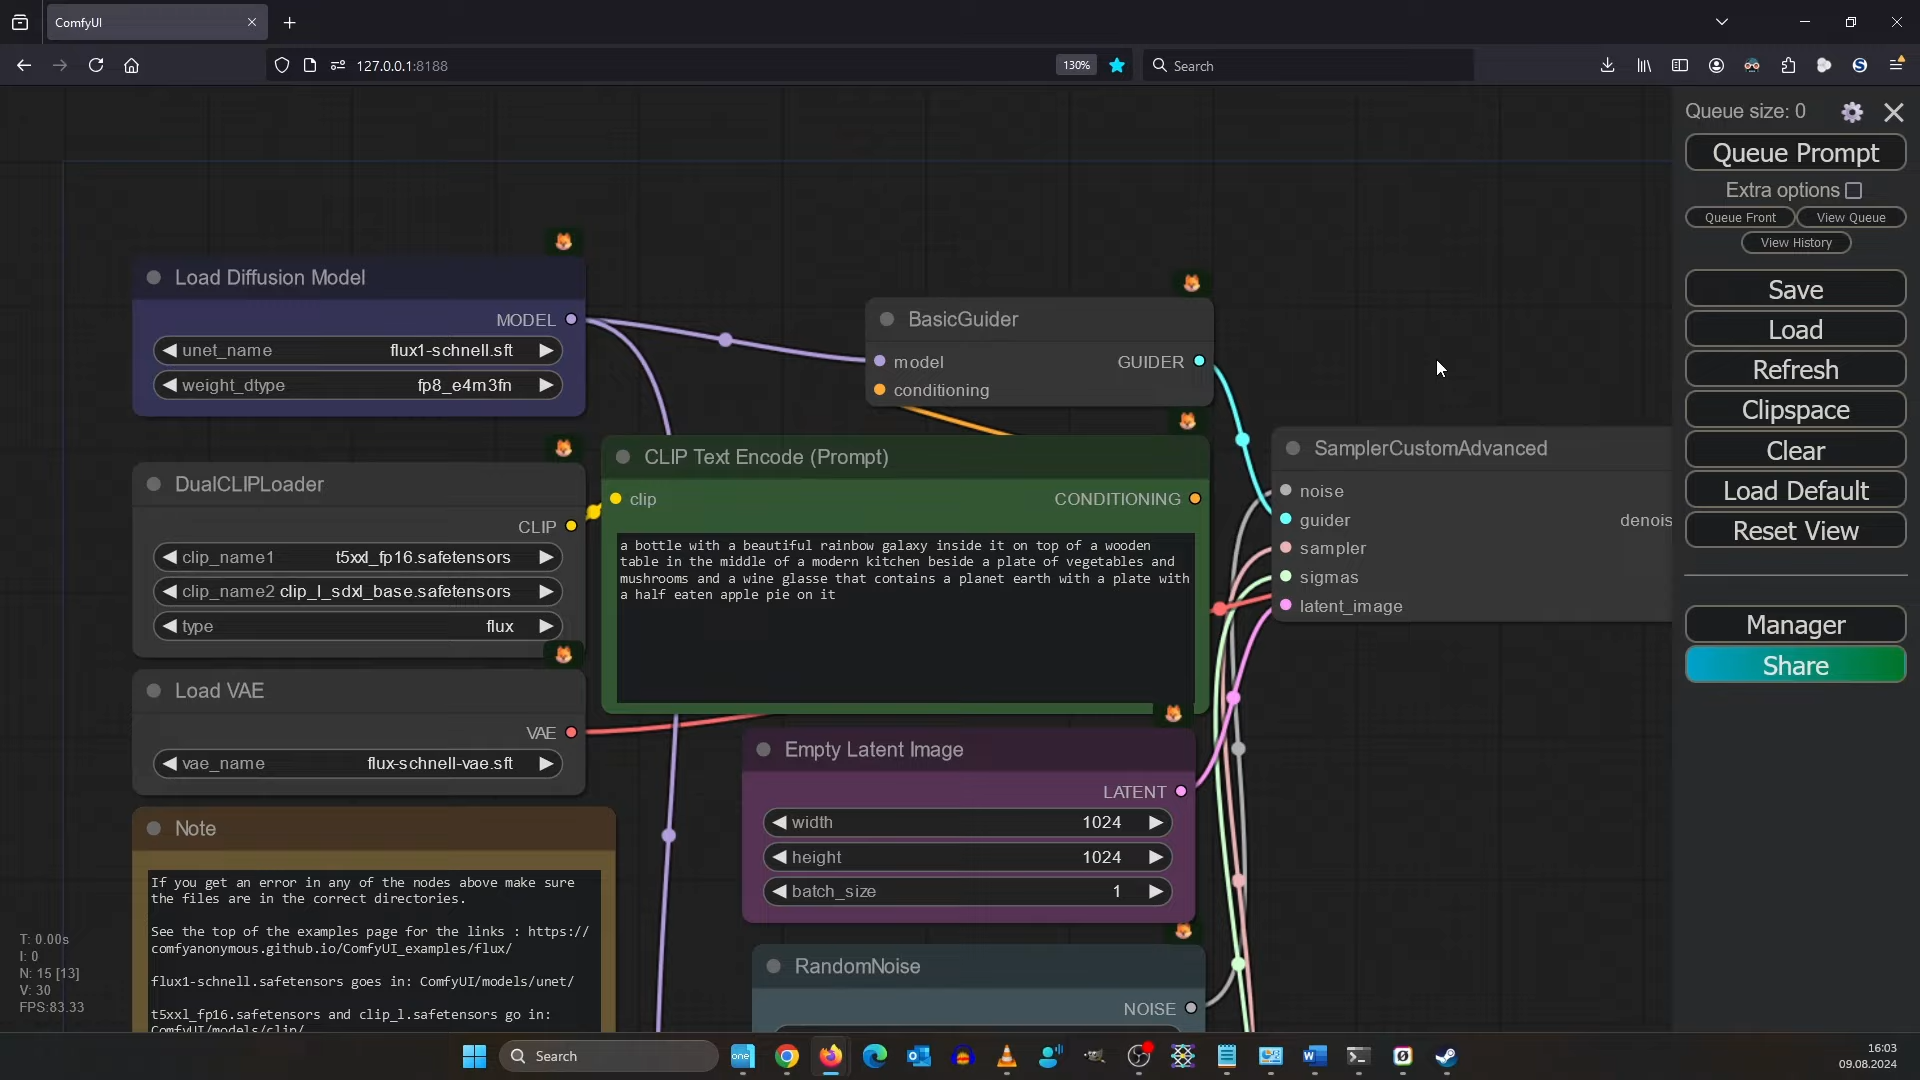 ComfyUI
127.0.0.1:8188
130%
Search
Queue size: 0
Queue Prompt
Extra options
Queue Front
View Queue
View History
Save
Load
Refresh
Clipspace
Clear
Load Default
Reset View
Manager
Share
Load Diffusion Model
MODEL
unet_name flux1-schnell.sft
weight_dtype fp8_e4m3fn
BasicGuider
model GUIDER
conditioning
DualCLIPLoader
CLIP
clip_name1 t5xxl_fp16.safetensors
clip_name2 clip_l_sdxl_base.safetensors
type flux
CLIP Text Encode (Prompt)
clip CONDITIONING
a bottle with a beautiful rainbow galaxy inside it on top of a wooden
table in the middle of a modern kitchen beside a plate of vegetables and
mushrooms and a wine glasse that contains a planet earth with a plate with
a half eaten apple pie on it
SamplerCustomAdvanced
noise
guider denois
sampler
sigmas
latent_image
Load VAE
VAE
vae_name flux-schnell-vae.sft
Empty Latent Image
LATENT
width 1024
height 1024
batch_size 1
Note
If you get an error in any of the nodes above make sure
the files are in the correct directories.
See the top of the examples page for the links : https://
comfyanonymous.github.io/ComfyUI_examples/flux/
flux1-schnell.safetensors goes in: ComfyUI/models/unet/
t5xxl_fp16.safetensors and clip_l.safetensors go in:
ComfyUI/models/clip/
RandomNoise
NOISE
T: 0.00s
I: 0
N: 15 [13]
V: 30
FPS:83.33
Search
one
16:03
09.08.2024